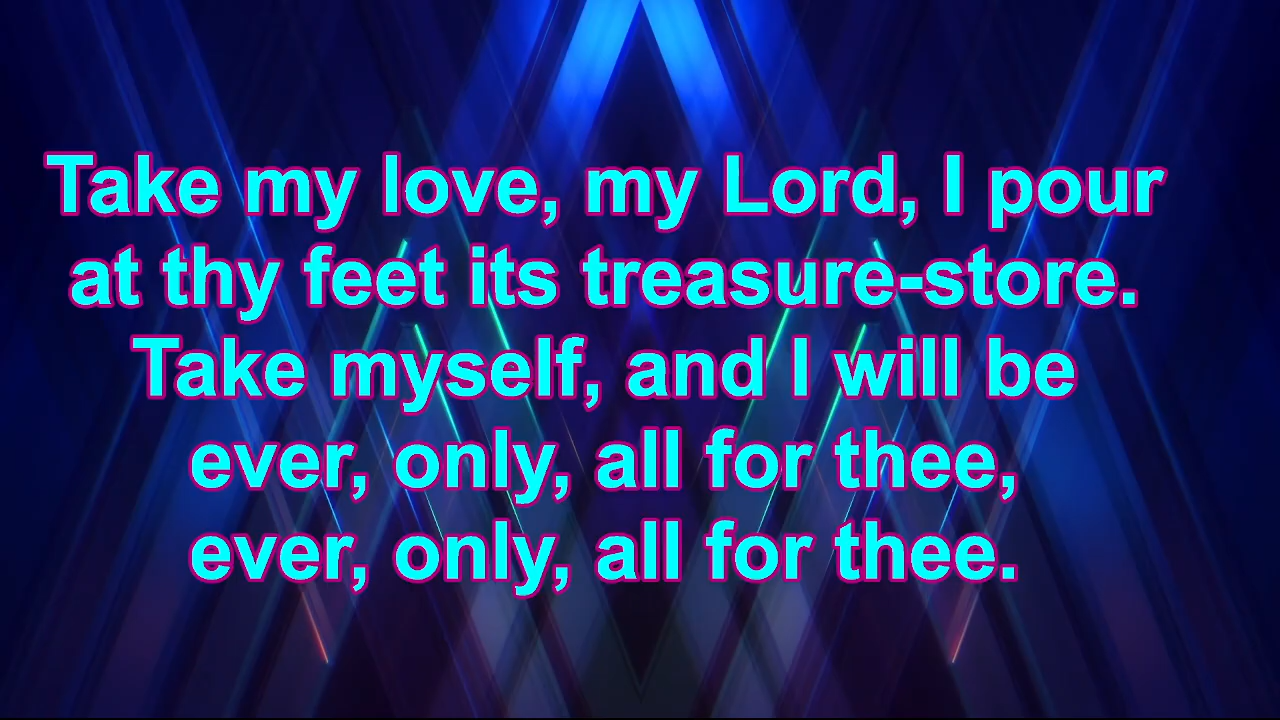 Take my love, my Lord, I pour
at thy feet its treasure-store.
Take myself, and I will be
ever, only, all for thee,
ever, only, all for thee.